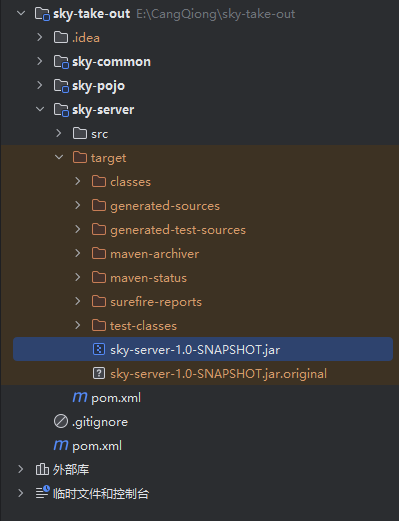 sky-take-out E:\CangQiong\sky-take-out
.idea
sky-common
sky-pojo
sky-server
src
target
classes
generated-sources
generated-test-sources
maven-archiver
maven-status
surefire-reports
test-classes
sky-server-1.0-SNAPSHOT.jar
sky-server-1.0-SNAPSHOT.jar.original
pom.xml
.gitignore
pom.xml
外部库
临时文件和控制台